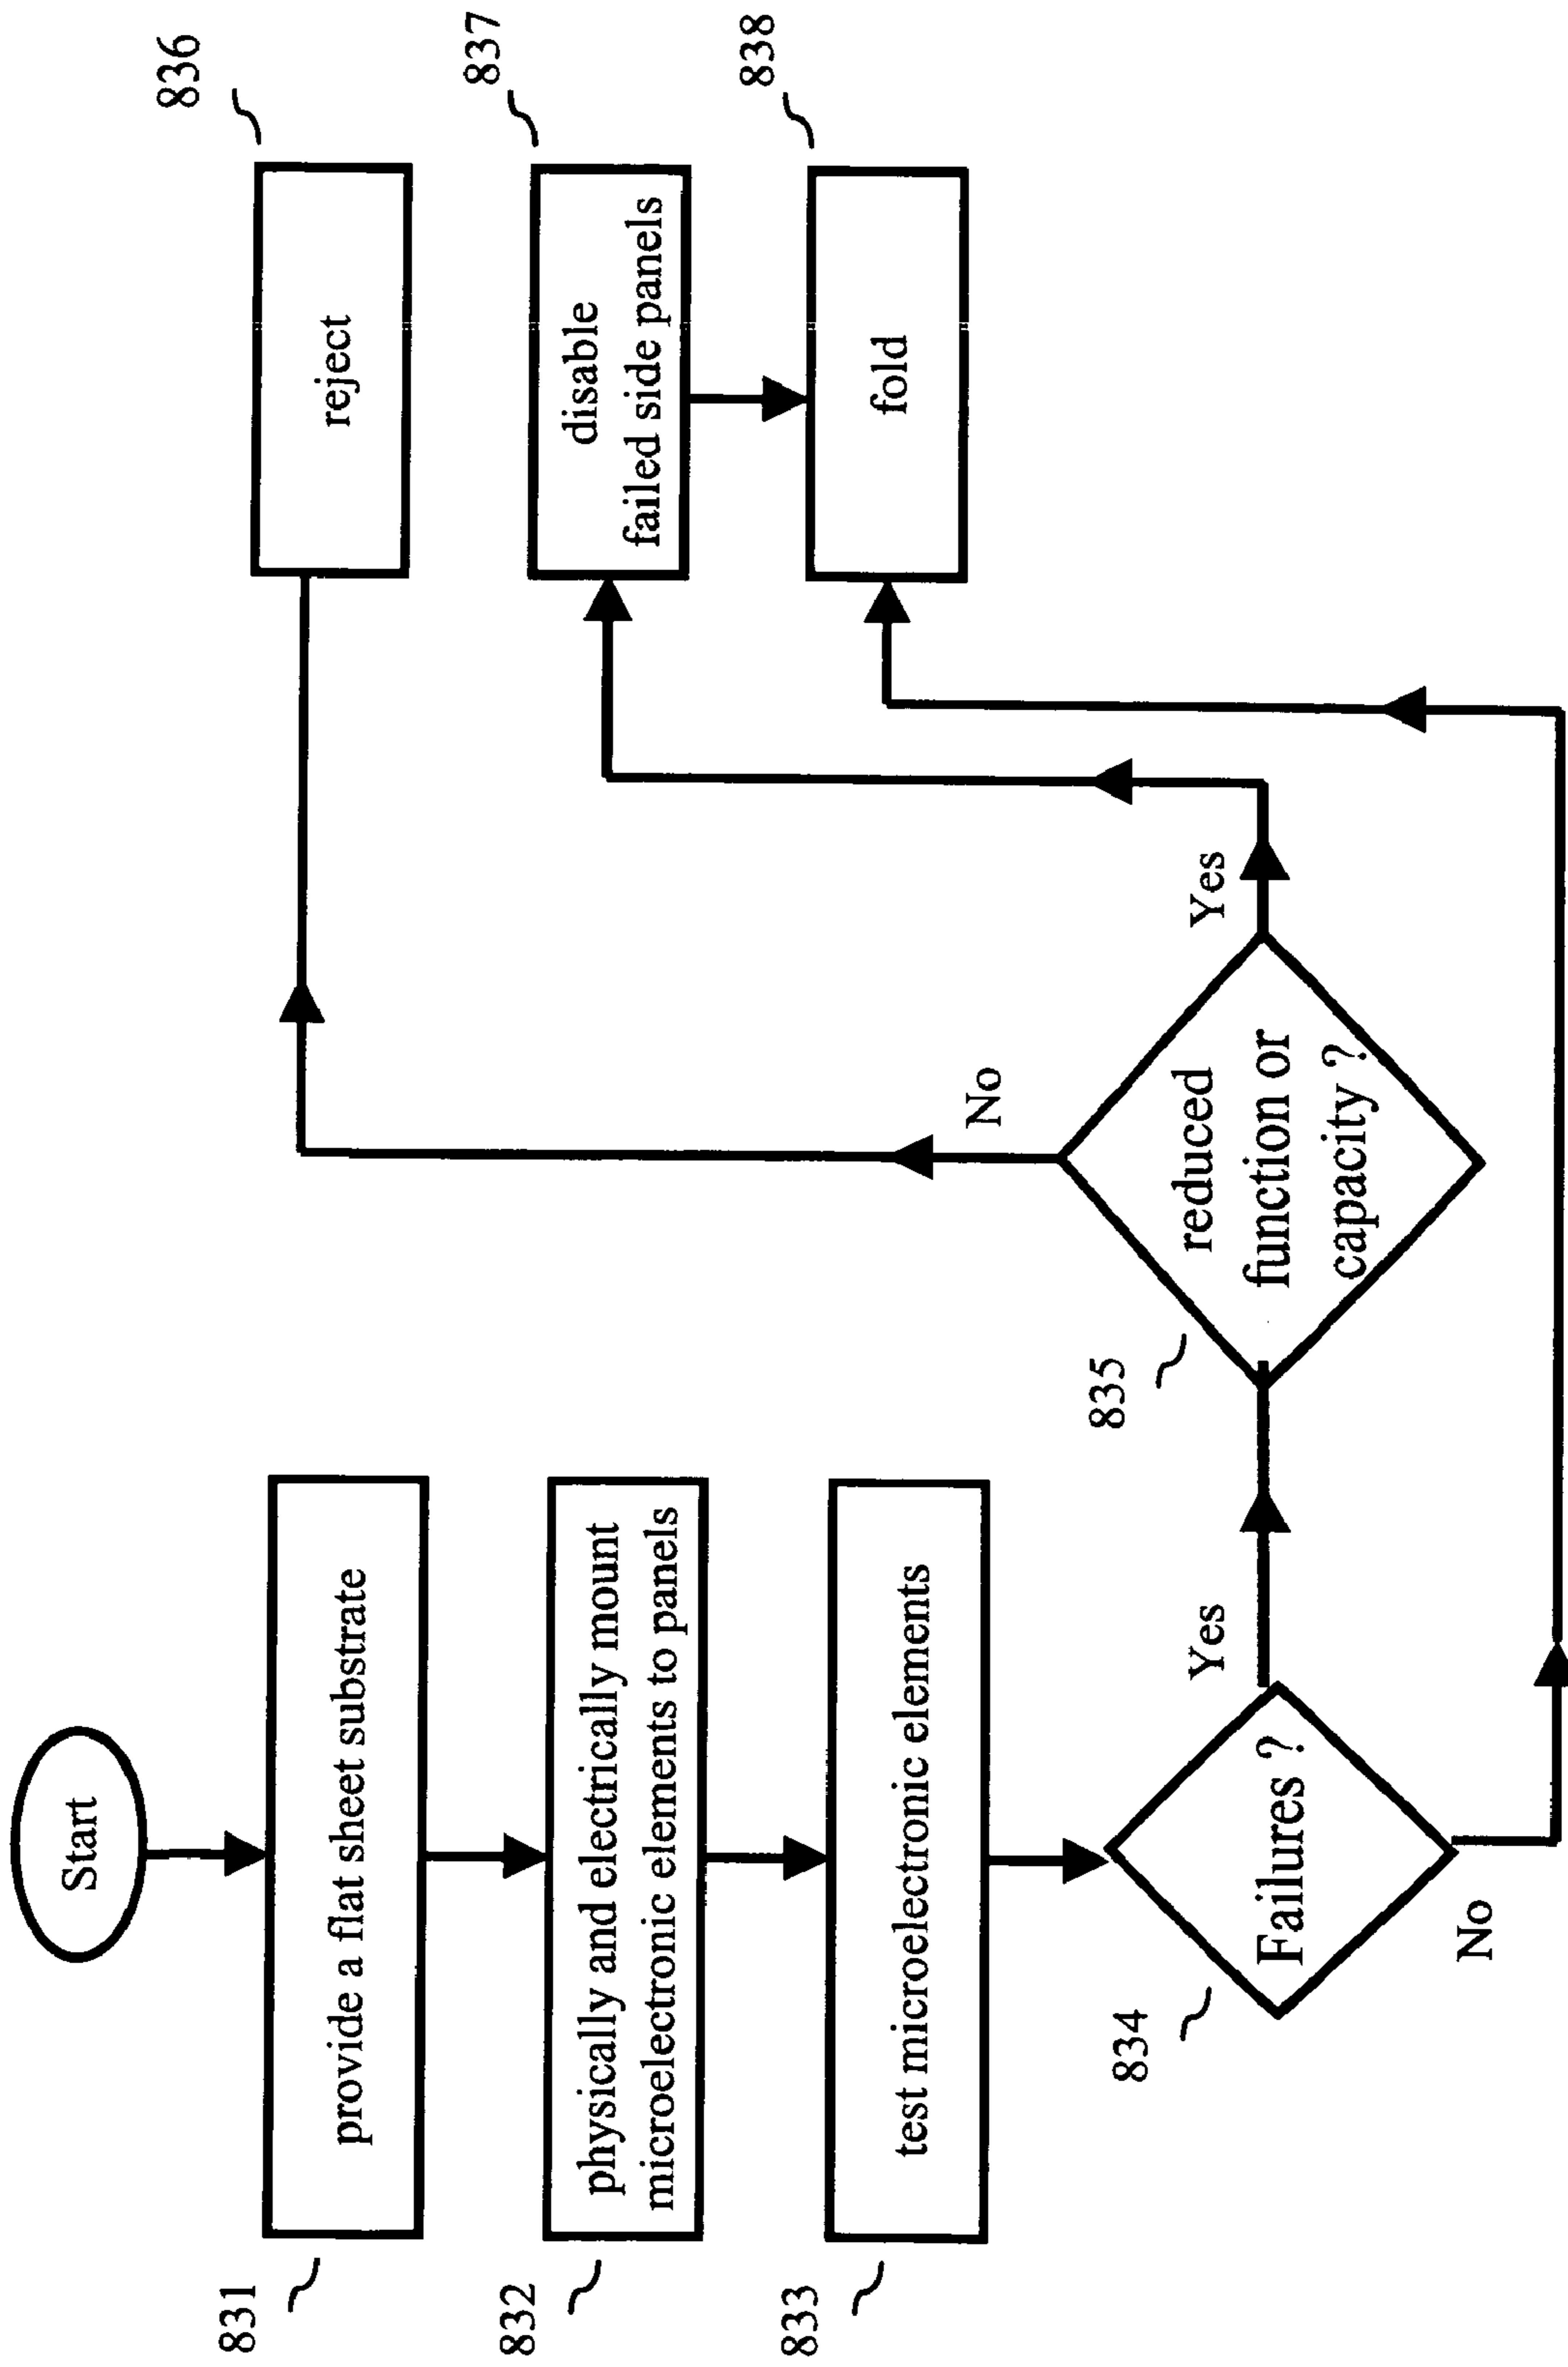 Start
831
provide a flat sheet substrate
832
physically and electrically mount
microelectronic elements to panels
833
test microelectronic elements
834
Failures ?
Yes
No
835
reduced
function or
capacity ?
No
Yes
836
reject
837
disable
failed side panels
838
fold